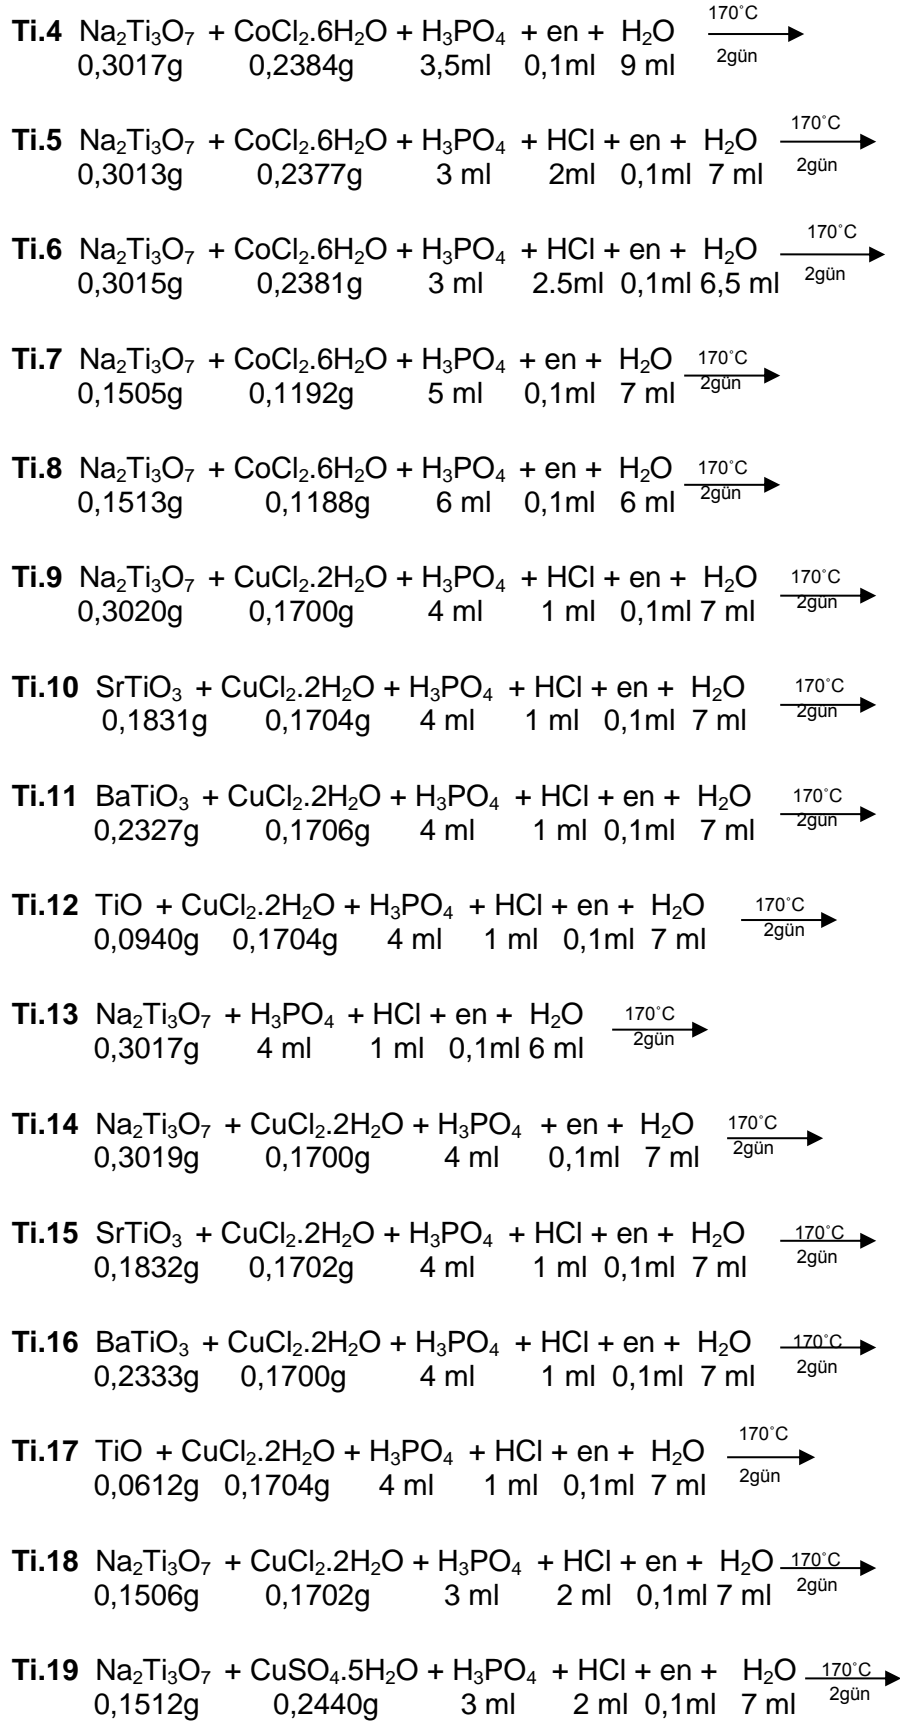 Ti.4 Na₂Ti₃O₇ + CoCl₂.6H₂O + H₃PO₄ + en + H₂O 170˚C
0,3017g 0,2384g 3,5ml 0,1ml 9 ml 2gün
Ti.5 Na₂Ti₃O₇ + CoCl₂.6H₂O + H₃PO₄ + HCl + en + H₂O 170˚C
0,3013g 0,2377g 3 ml 2ml 0,1ml 7 ml 2gün
Ti.6 Na₂Ti₃O₇ + CoCl₂.6H₂O + H₃PO₄ + HCl + en + H₂O 170˚C
0,3015g 0,2381g 3 ml 2.5ml 0,1ml 6,5 ml 2gün
Ti.7 Na₂Ti₃O₇ + CoCl₂.6H₂O + H₃PO₄ + en + H₂O 170˚C
0,1505g 0,1192g 5 ml 0,1ml 7 ml 2gün
Ti.8 Na₂Ti₃O₇ + CoCl₂.6H₂O + H₃PO₄ + en + H₂O 170˚C
0,1513g 0,1188g 6 ml 0,1ml 6 ml 2gün
Ti.9 Na₂Ti₃O₇ + CuCl₂.2H₂O + H₃PO₄ + HCl + en + H₂O 170˚C
0,3020g 0,1700g 4 ml 1 ml 0,1ml 7 ml 2gün
Ti.10 SrTiO₃ + CuCl₂.2H₂O + H₃PO₄ + HCl + en + H₂O 170˚C
0,1831g 0,1704g 4 ml 1 ml 0,1ml 7 ml 2gün
Ti.11 BaTiO₃ + CuCl₂.2H₂O + H₃PO₄ + HCl + en + H₂O 170˚C
0,2327g 0,1706g 4 ml 1 ml 0,1ml 7 ml 2gün
Ti.12 TiO + CuCl₂.2H₂O + H₃PO₄ + HCl + en + H₂O 170˚C
0,0940g 0,1704g 4 ml 1 ml 0,1ml 7 ml 2gün
Ti.13 Na₂Ti₃O₇ + H₃PO₄ + HCl + en + H₂O 170˚C
0,3017g 4 ml 1 ml 0,1ml 6 ml 2gün
Ti.14 Na₂Ti₃O₇ + CuCl₂.2H₂O + H₃PO₄ + en + H₂O 170˚C
0,3019g 0,1700g 4 ml 0,1ml 7 ml 2gün
Ti.15 SrTiO₃ + CuCl₂.2H₂O + H₃PO₄ + HCl + en + H₂O 170˚C
0,1832g 0,1702g 4 ml 1 ml 0,1ml 7 ml 2gün
Ti.16 BaTiO₃ + CuCl₂.2H₂O + H₃PO₄ + HCl + en + H₂O 170˚C
0,2333g 0,1700g 4 ml 1 ml 0,1ml 7 ml 2gün
Ti.17 TiO + CuCl₂.2H₂O + H₃PO₄ + HCl + en + H₂O 170˚C
0,0612g 0,1704g 4 ml 1 ml 0,1ml 7 ml 2gün
Ti.18 Na₂Ti₃O₇ + CuCl₂.2H₂O + H₃PO₄ + HCl + en + H₂O 170˚C
0,1506g 0,1702g 3 ml 2 ml 0,1ml 7 ml 2gün
Ti.19 Na₂Ti₃O₇ + CuSO₄.5H₂O + H₃PO₄ + HCl + en + H₂O 170˚C
0,1512g 0,2440g 3 ml 2 ml 0,1ml 7 ml 2gün